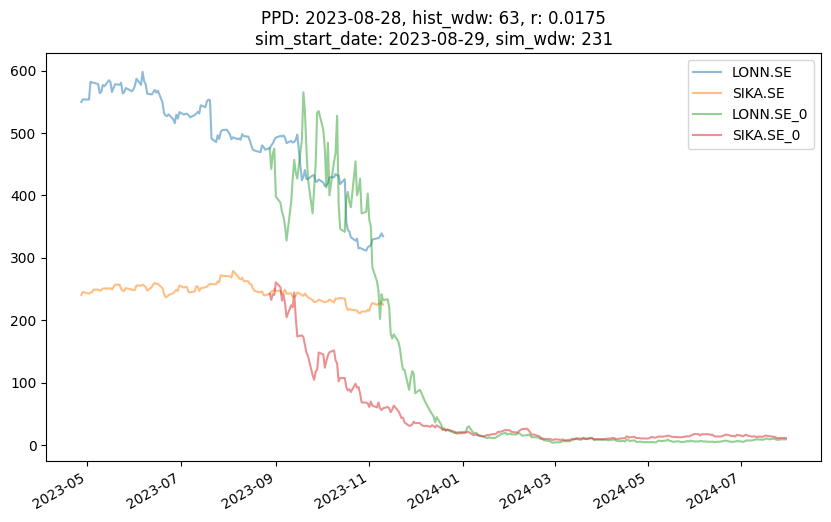 PPD: 2023-08-28, hist_wdw: 63, r: 0.0175
sim_start_date: 2023-08-29, sim_wdw: 231
600
500
400
300
200
100
0
LONN.SE
SIKA.SE
LONN.SE_0
SIKA.SE_0
2023-05
2023-07
2023-09
2023-11
2024-01
2024-03
2024-05
2024-07